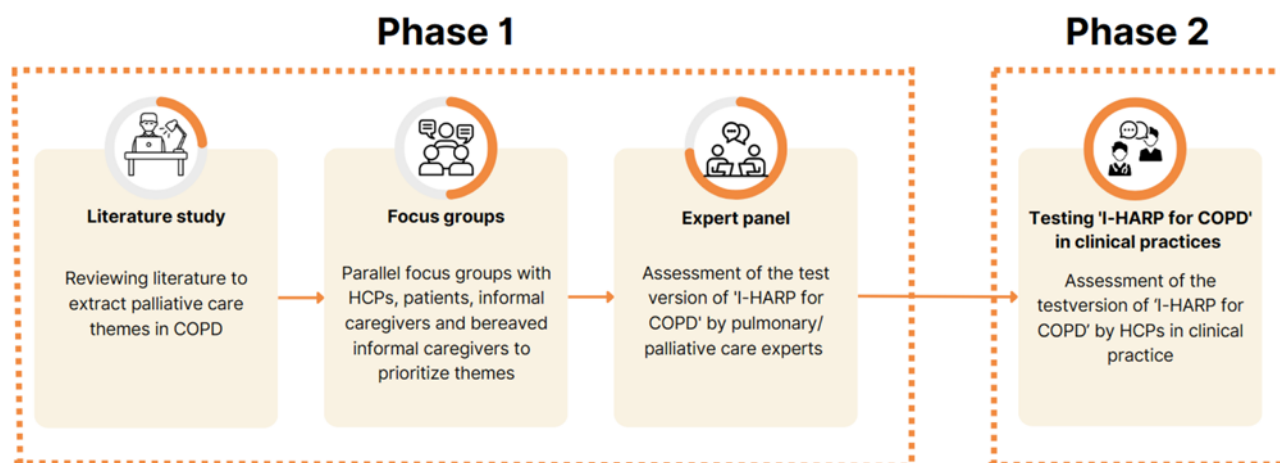 Phase 1
Phase 2
Literature study
Reviewing literature to
extract palliative care
themes in COPD
Focus groups
Parallel focus groups with
HCPs, patients, informal
caregivers and bereaved
informal caregivers to
prioritize themes
Expert panel
Assessment of the test
version of 'I-HARP for
COPD' by pulmonary/
palliative care experts
Testing 'I-HARP for COPD'
in clinical practices
Assessment of the
testversion of ‘I-HARP for
COPD’ by HCPs in clinical
practice